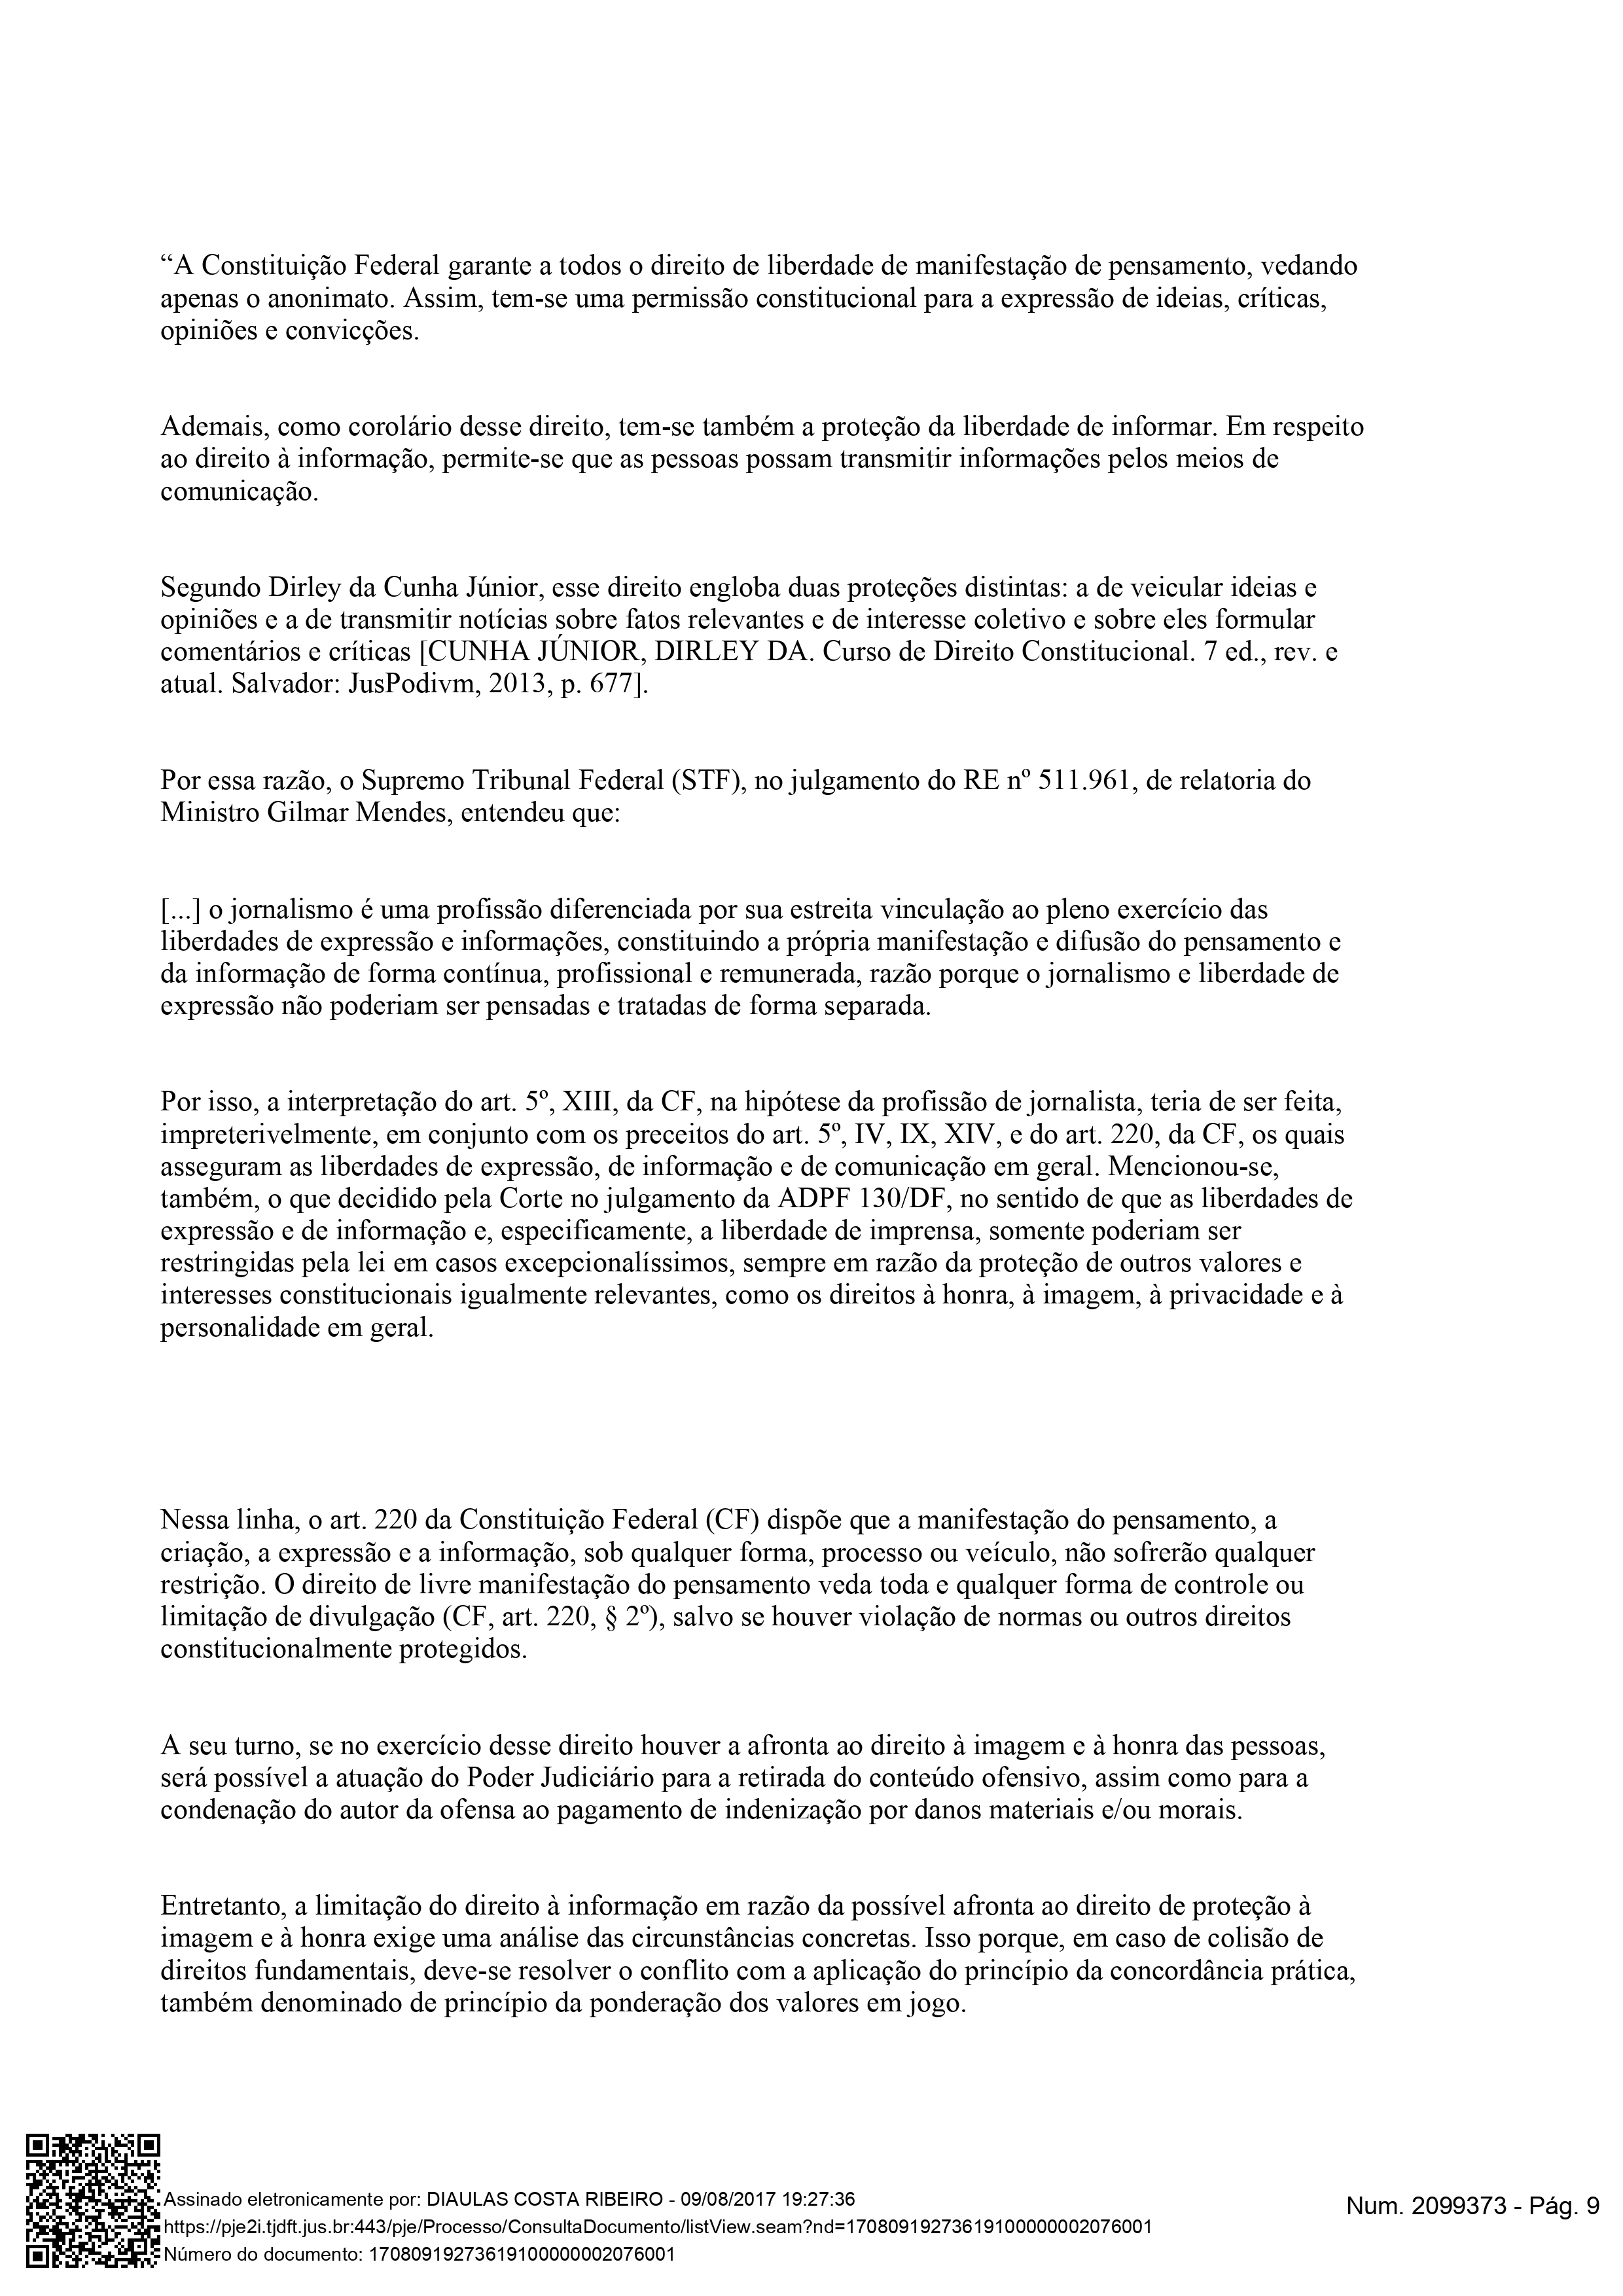 “A Constituição Federal garante a todos o direito de liberdade de manifestação de pensamento, vedando
apenas o anonimato. Assim, tem-se uma permissão constitucional para a expressão de ideias, críticas,
opiniões e convicções.
Ademais, como corolário desse direito, tem-se também a proteção da liberdade de informar. Em respeito
ao direito à informação, permite-se que as pessoas possam transmitir informações pelos meios de
comunicação.
Segundo Dirley da Cunha Júnior, esse direito engloba duas proteções distintas: a de veicular ideias e
opiniões e a de transmitir notícias sobre fatos relevantes e de interesse coletivo e sobre eles formular
comentários e críticas [CUNHA JÚNIOR, DIRLEY DA. Curso de Direito Constitucional. 7 ed., rev. e
atual. Salvador: JusPodivm, 2013, p. 677].
Por essa razão, o Supremo Tribunal Federal (STF), no julgamento do RE nº 511.961, de relatoria do
Ministro Gilmar Mendes, entendeu que:
[...] o jornalismo é uma profissão diferenciada por sua estreita vinculação ao pleno exercício das
liberdades de expressão e informações, constituindo a própria manifestação e difusão do pensamento e
da informação de forma contínua, profissional e remunerada, razão porque o jornalismo e liberdade de
expressão não poderiam ser pensadas e tratadas de forma separada.
Por isso, a interpretação do art. 5º, XIII, da CF, na hipótese da profissão de jornalista, teria de ser feita,
impreterivelmente, em conjunto com os preceitos do art. 5º, IV, IX, XIV, e do art. 220, da CF, os quais
asseguram as liberdades de expressão, de informação e de comunicação em geral. Mencionou-se,
também, o que decidido pela Corte no julgamento da ADPF 130/DF, no sentido de que as liberdades de
expressão e de informação e, especificamente, a liberdade de imprensa, somente poderiam ser
restringidas pela lei em casos excepcionalíssimos, sempre em razão da proteção de outros valores e
interesses constitucionais igualmente relevantes, como os direitos à honra, à imagem, à privacidade e à
personalidade em geral.
Nessa linha, o art. 220 da Constituição Federal (CF) dispõe que a manifestação do pensamento, a
criação, a expressão e a informação, sob qualquer forma, processo ou veículo, não sofrerão qualquer
restrição. O direito de livre manifestação do pensamento veda toda e qualquer forma de controle ou
limitação de divulgação (CF, art. 220, § 2º), salvo se houver violação de normas ou outros direitos
constitucionalmente protegidos.
A seu turno, se no exercício desse direito houver a afronta ao direito à imagem e à honra das pessoas,
será possível a atuação do Poder Judiciário para a retirada do conteúdo ofensivo, assim como para a
condenação do autor da ofensa ao pagamento de indenização por danos materiais e/ou morais.
Entretanto, a limitação do direito à informação em razão da possível afronta ao direito de proteção à
imagem e à honra exige uma análise das circunstâncias concretas. Isso porque, em caso de colisão de
direitos fundamentais, deve-se resolver o conflito com a aplicação do princípio da concordância prática,
também denominado de princípio da ponderação dos valores em jogo.
Assinado eletronicamente por: DIAULAS COSTA RIBEIRO - 09/08/2017 19:27:36
https://pje2i.tjdft.jus.br:443/pje/Processo/ConsultaDocumento/listView.seam?nd=17080919273619100000002076001
Número do documento: 17080919273619100000002076001
Num. 2099373 - Pág. 9